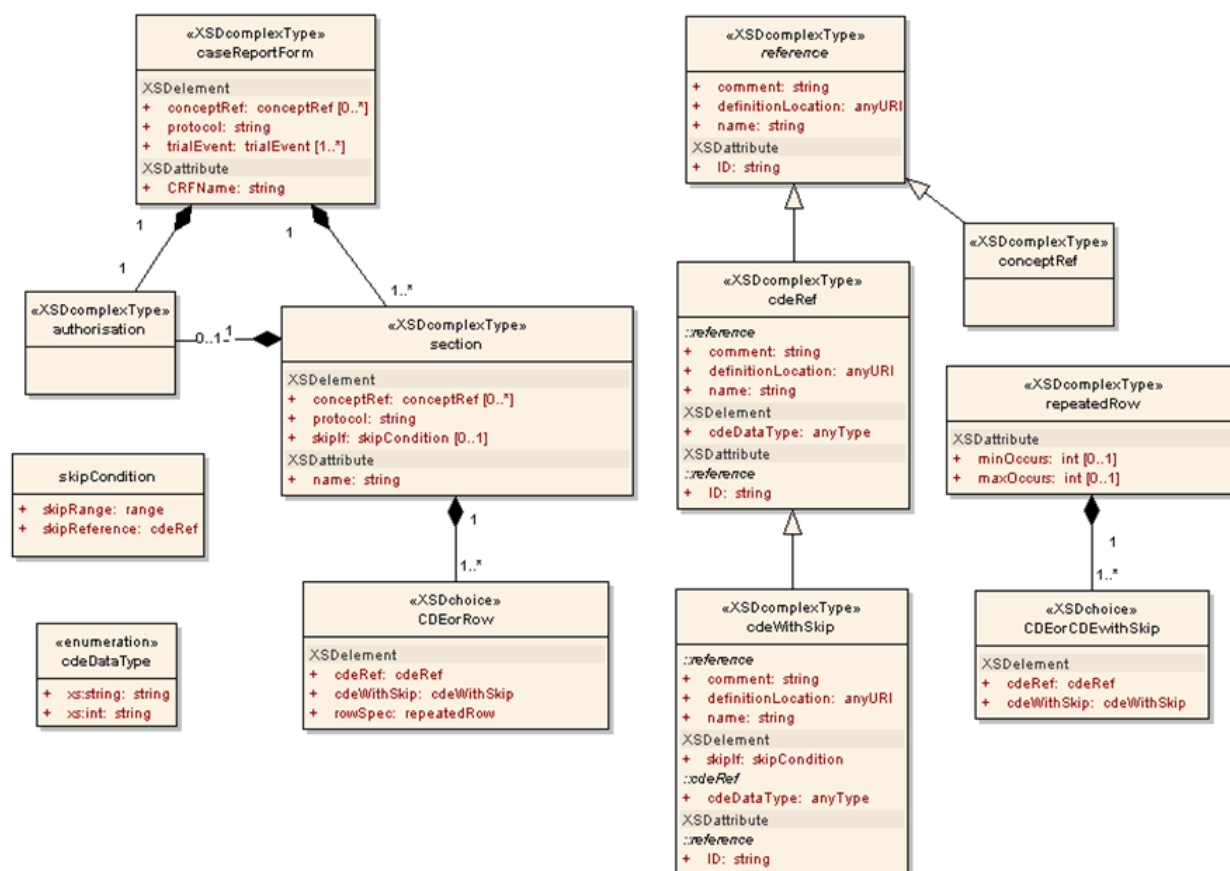 «XSDcomplexType»
caseReportForm
XSDelement
+ conceptRef: conceptRef [0..*]
+ protocol: string
+ trialEvent: trialEvent [1..*]
XSDattribute
+ CRFName: string
1
1
1
1..*
«XSDcomplexType»
authorisation
0..1
1
«XSDcomplexType»
section
XSDelement
+ conceptRef: conceptRef [0..*]
+ protocol: string
+ skipIf: skipCondition [0..1]
XSDattribute
+ name: string
1
1..*
skipCondition
+ skipRange: range
+ skipReference: cdeRef
«enumeration»
cdeDataType
+ xs:string: string
+ xs:int: string
«XSDchoice»
CDEorRow
XSDelement
+ cdeRef: cdeRef
+ cdeWithSkip: cdeWithSkip
+ rowSpec: repeatedRow
«XSDcomplexType»
reference
+ comment: string
+ definitionLocation: anyURI
+ name: string
XSDattribute
+ ID: string
«XSDcomplexType»
conceptRef
«XSDcomplexType»
cdeRef
::reference
+ comment: string
+ definitionLocation: anyURI
+ name: string
XSDelement
+ cdeDataType: anyType
XSDattribute
::reference
+ ID: string
«XSDcomplexType»
cdeWithSkip
::reference
+ comment: string
+ definitionLocation: anyURI
+ name: string
XSDelement
+ skipIf: skipCondition
::cdeRef
+ cdeDataType: anyType
XSDattribute
::reference
+ ID: string
«XSDcomplexType»
repeatedRow
XSDattribute
+ minOccurs: int [0..1]
+ maxOccurs: int [0..1]
1
1..*
«XSDchoice»
CDEorCDEwithSkip
XSDelement
+ cdeRef: cdeRef
+ cdeWithSkip: cdeWithSkip